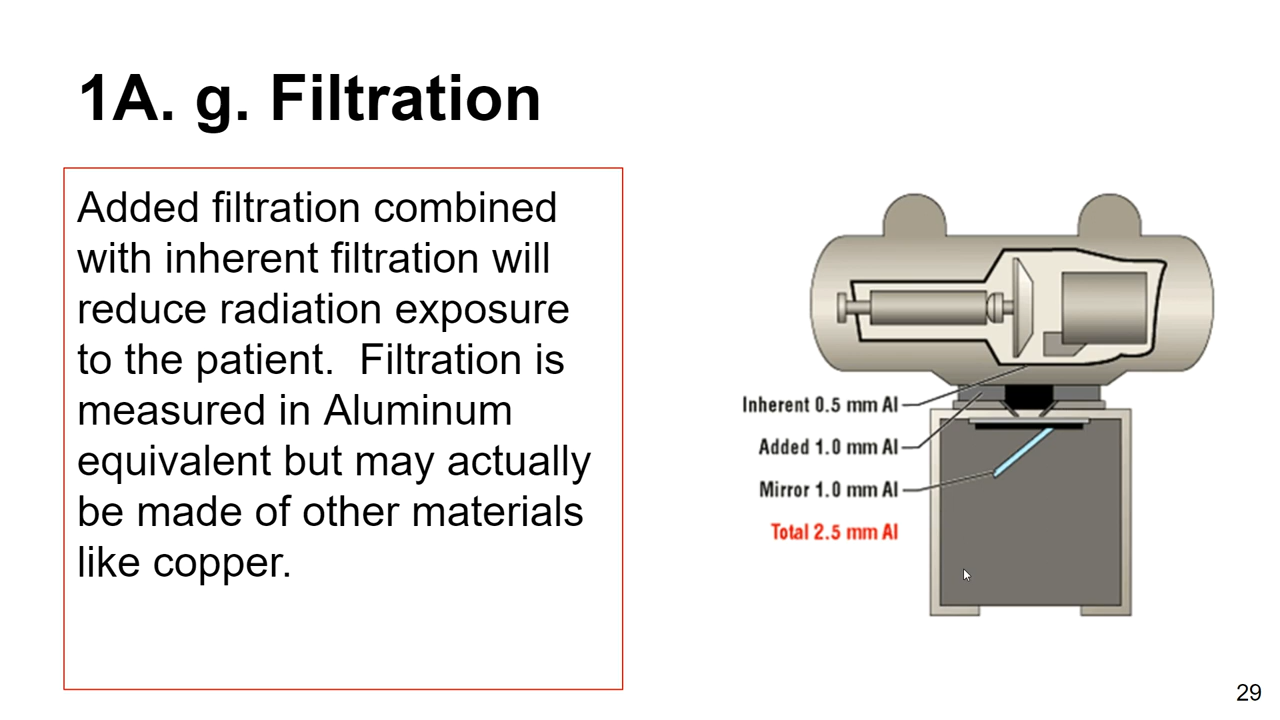 1A. g. Filtration
Added filtration combined
with inherent filtration will
reduce radiation exposure
to the patient.  Filtration is
measured in Aluminum
equivalent but may actually
be made of other materials
like copper.
Inherent 0.5 mm Al
Added 1.0 mm Al
Mirror 1.0 mm Al
Total 2.5 mm Al
29